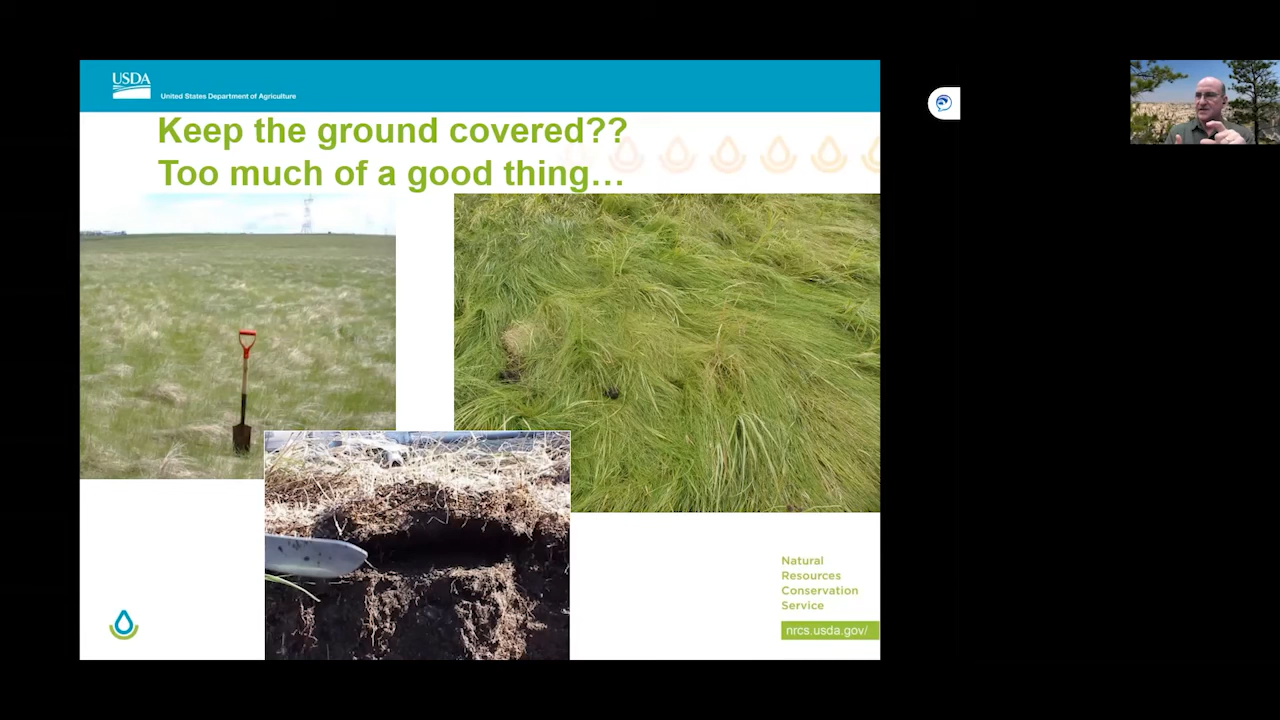 USDA
United States Department of Agriculture
Keep the ground covered??
Too much of a good thing…
Natural
Resources
Conservation
Service
nrcs.usda.gov/